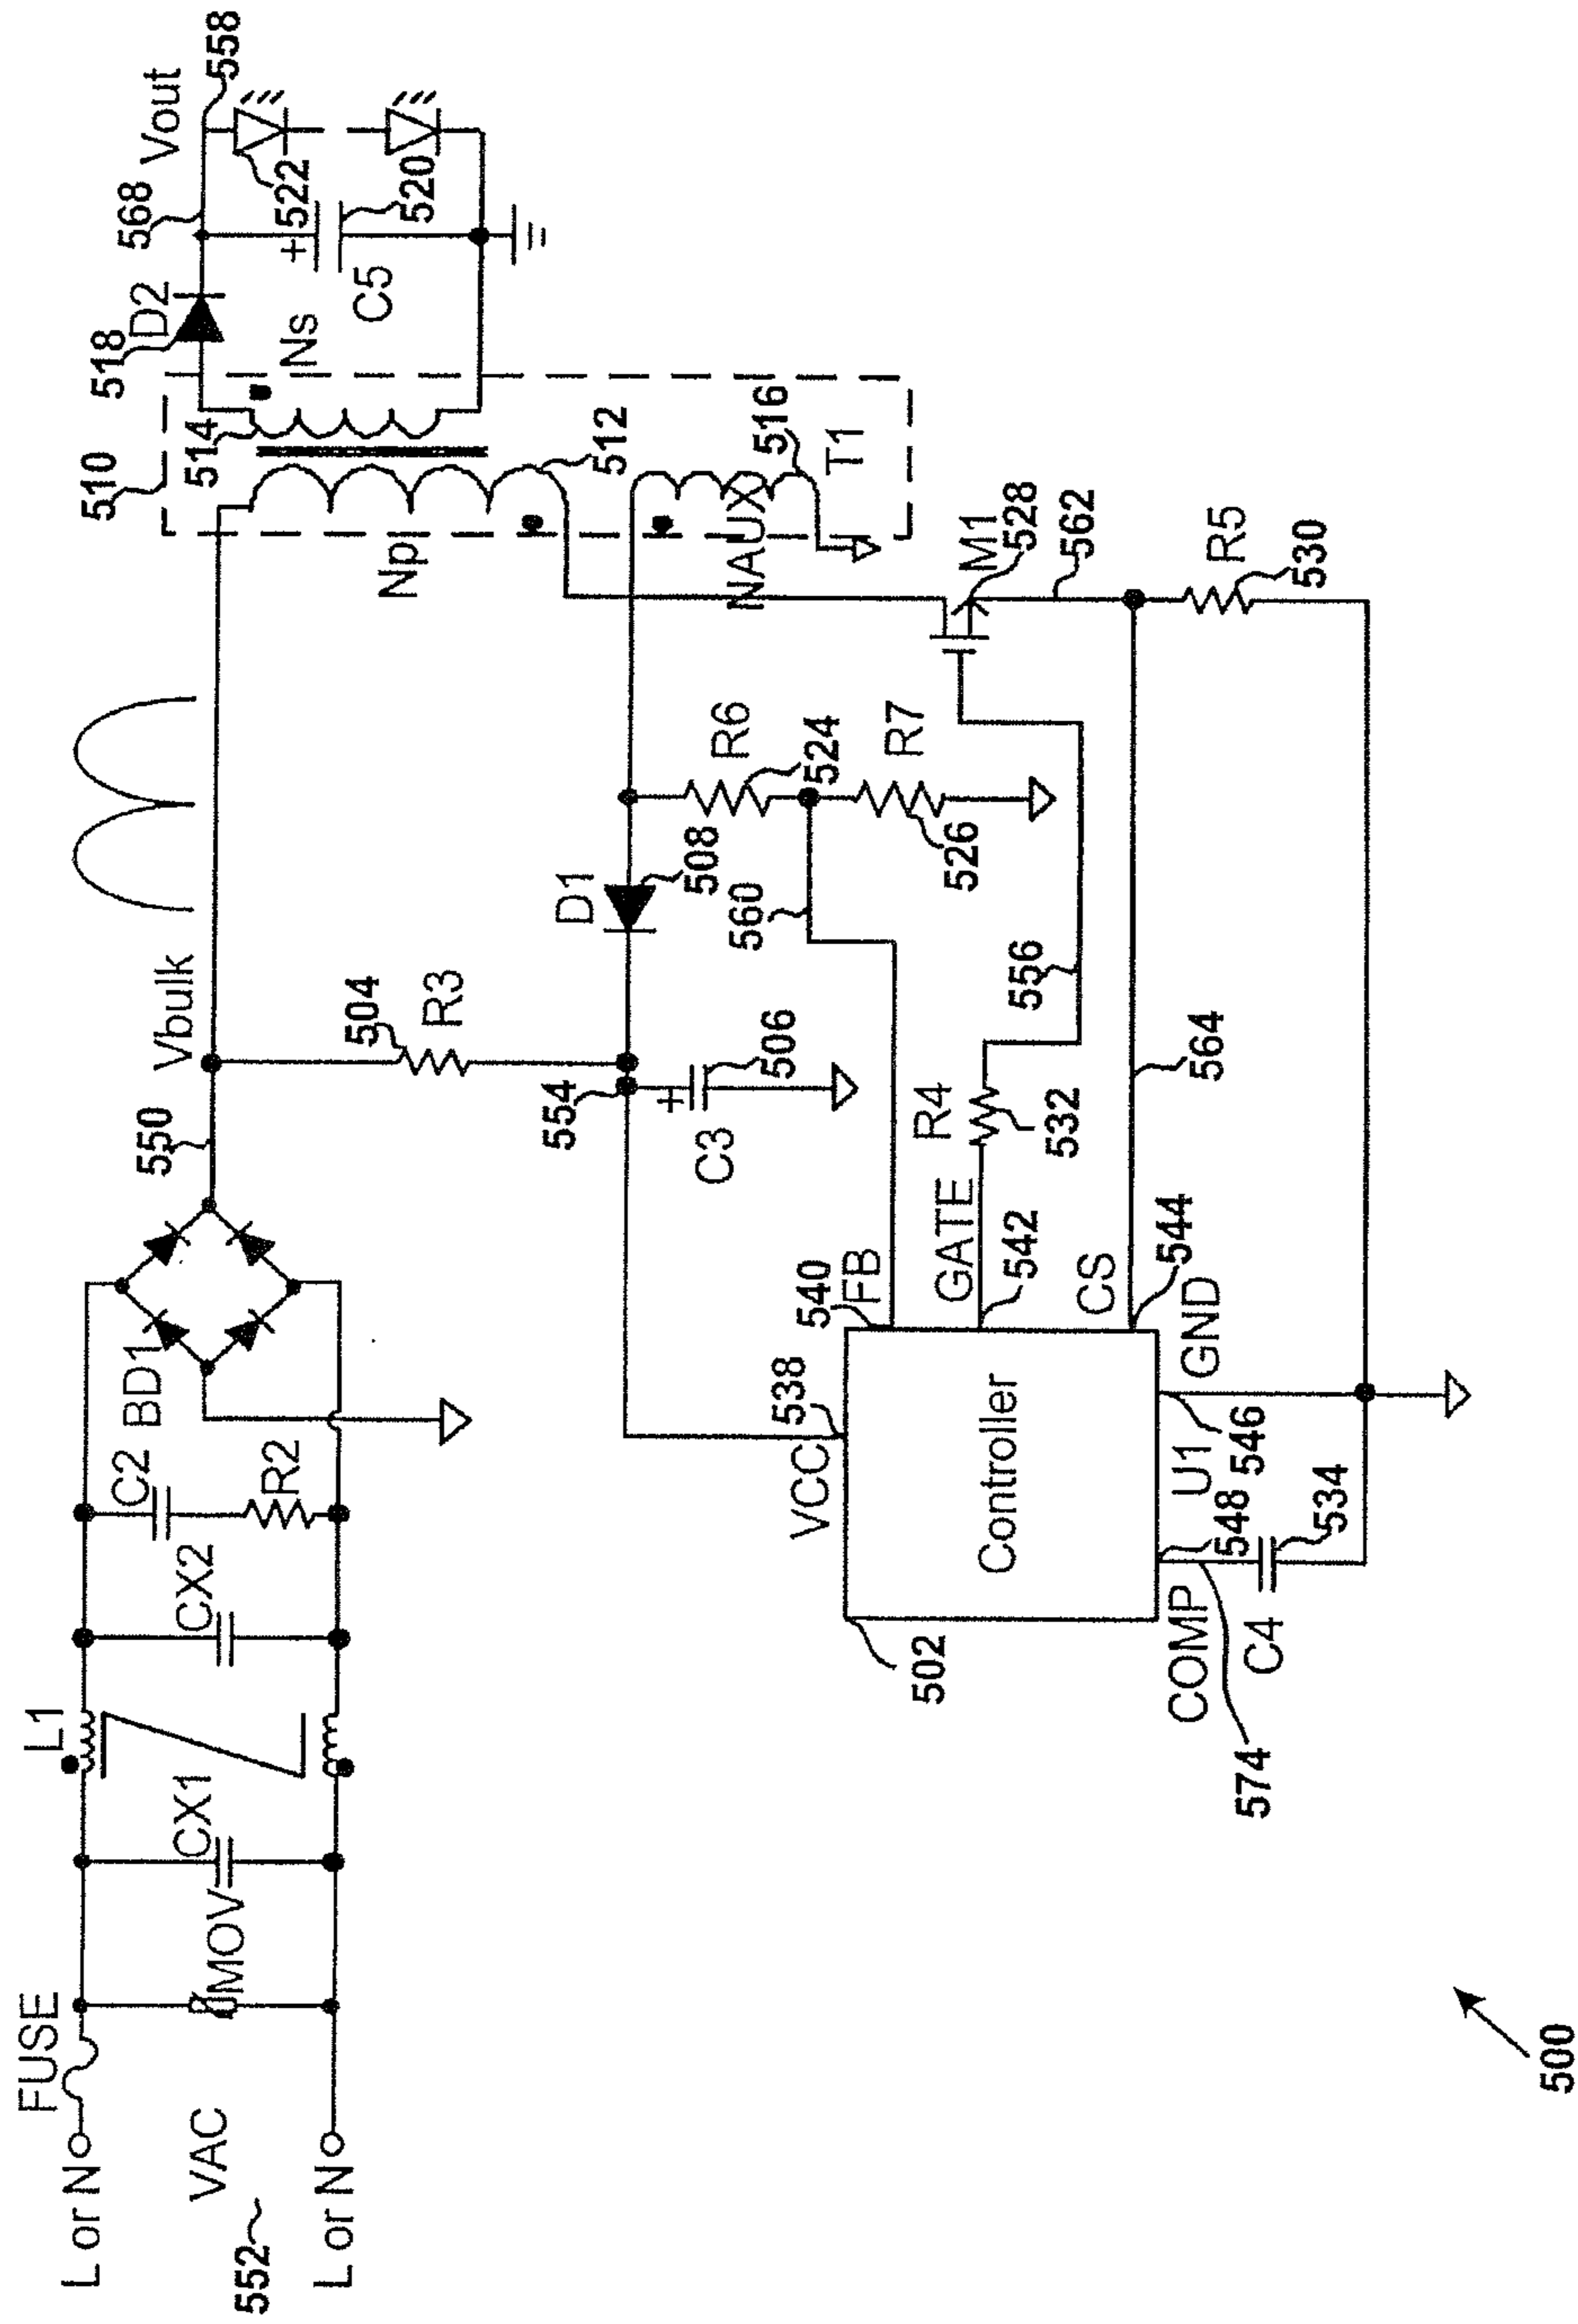 552
L or N
VAC
L or N
FUSE
MOV
CX1
L1
CX2
C2
R2
BD1
550
Vbulk
504
R3
554
C3
506
D1
508
R6
524
560
R7
526
510
514
Np
512
NAUX
516
T1
518
D2
Ns
568
Vout
558
522
520
C5
+
+
M1
528
562
R5
530
556
R4
532
564
538
VCC
540
FB
GATE
542
CS
544
GND
546
U1
Controller
502
COMP
548
574
C4
534
500